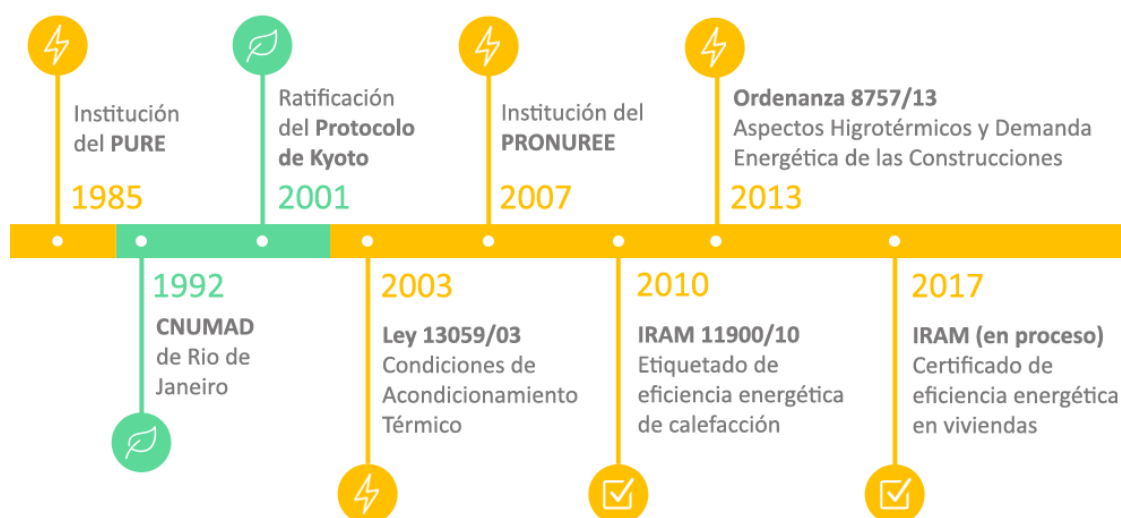 Institución
del PURE
1985
Ratificación
del Protocolo
de Kyoto
2001
Institución del
PRONUREE
2007
Ordenanza 8757/13
Aspectos Higrotérmicos y Demanda
Energética de las Construcciones
2013
1992
CNUMAD
de Rio de
Janeiro
2003
Ley 13059/03
Condiciones de
Acondicionamiento
Térmico
2010
IRAM 11900/10
Etiquetado de
eficiencia energética
de calefacción
2017
IRAM (en proceso)
Certificado de
eficiencia energética
en viviendas